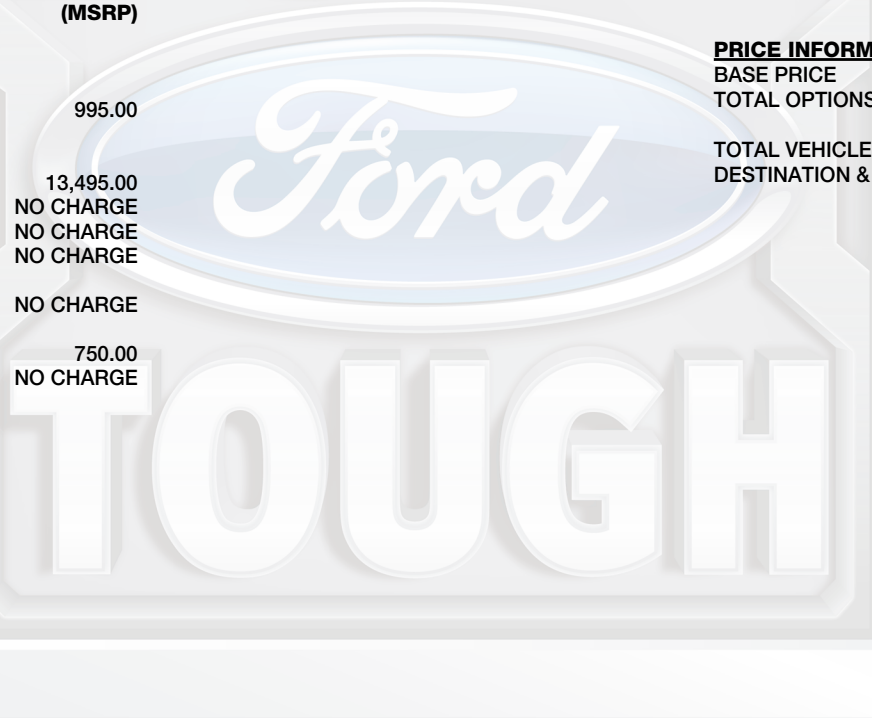 (MSRP)
995.00
13,495.00
NO CHARGE
NO CHARGE
NO CHARGE
NO CHARGE
750.00
NO CHARGE
PRICE INFORM
BASE PRICE
TOTAL OPTIONS
TOTAL VEHICLE
DESTINATION &
Ford
TOUGH